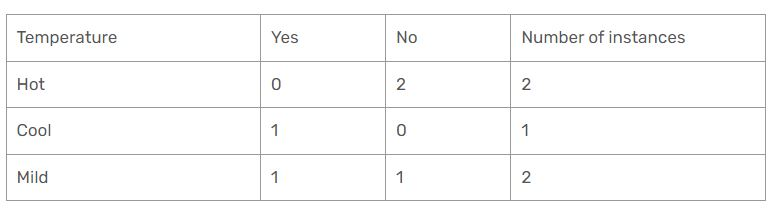 Temperature Yes No Number of instances
Hot 0 2 2
Cool 1 0 1
Mild 1 1 2